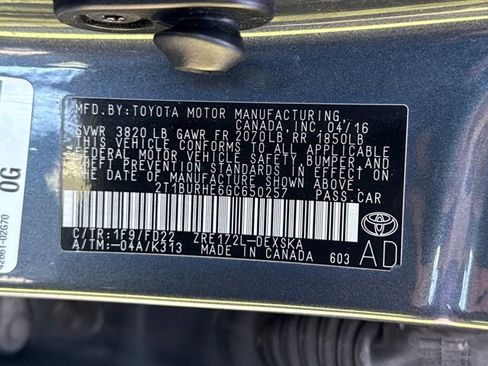 MFD.BY:TOYOTA MOTOR MANUFACTURING,
CANADA, INC. 04/16
GVWR 3820 LB GAWR FR 2070LB RR 1850LB
THIS VEHICLE CONFORMS TO ALL APPLICABLE
FEDERAL MOTOR VEHICLE SAFETY,BUMPER,AND
THEFT PREVENTION STANDARDS IN EFFECT ON
THE DATE OF MANUFACTURE SHOWN ABOVE.
2T1BURHE6GC650257 PASS.CAR
C/TR:1F9/FD22 ZRE172L-DEXSKA
A/TM:-04A/K313 MADE IN CANADA 603
AD
OG
42661-02G70